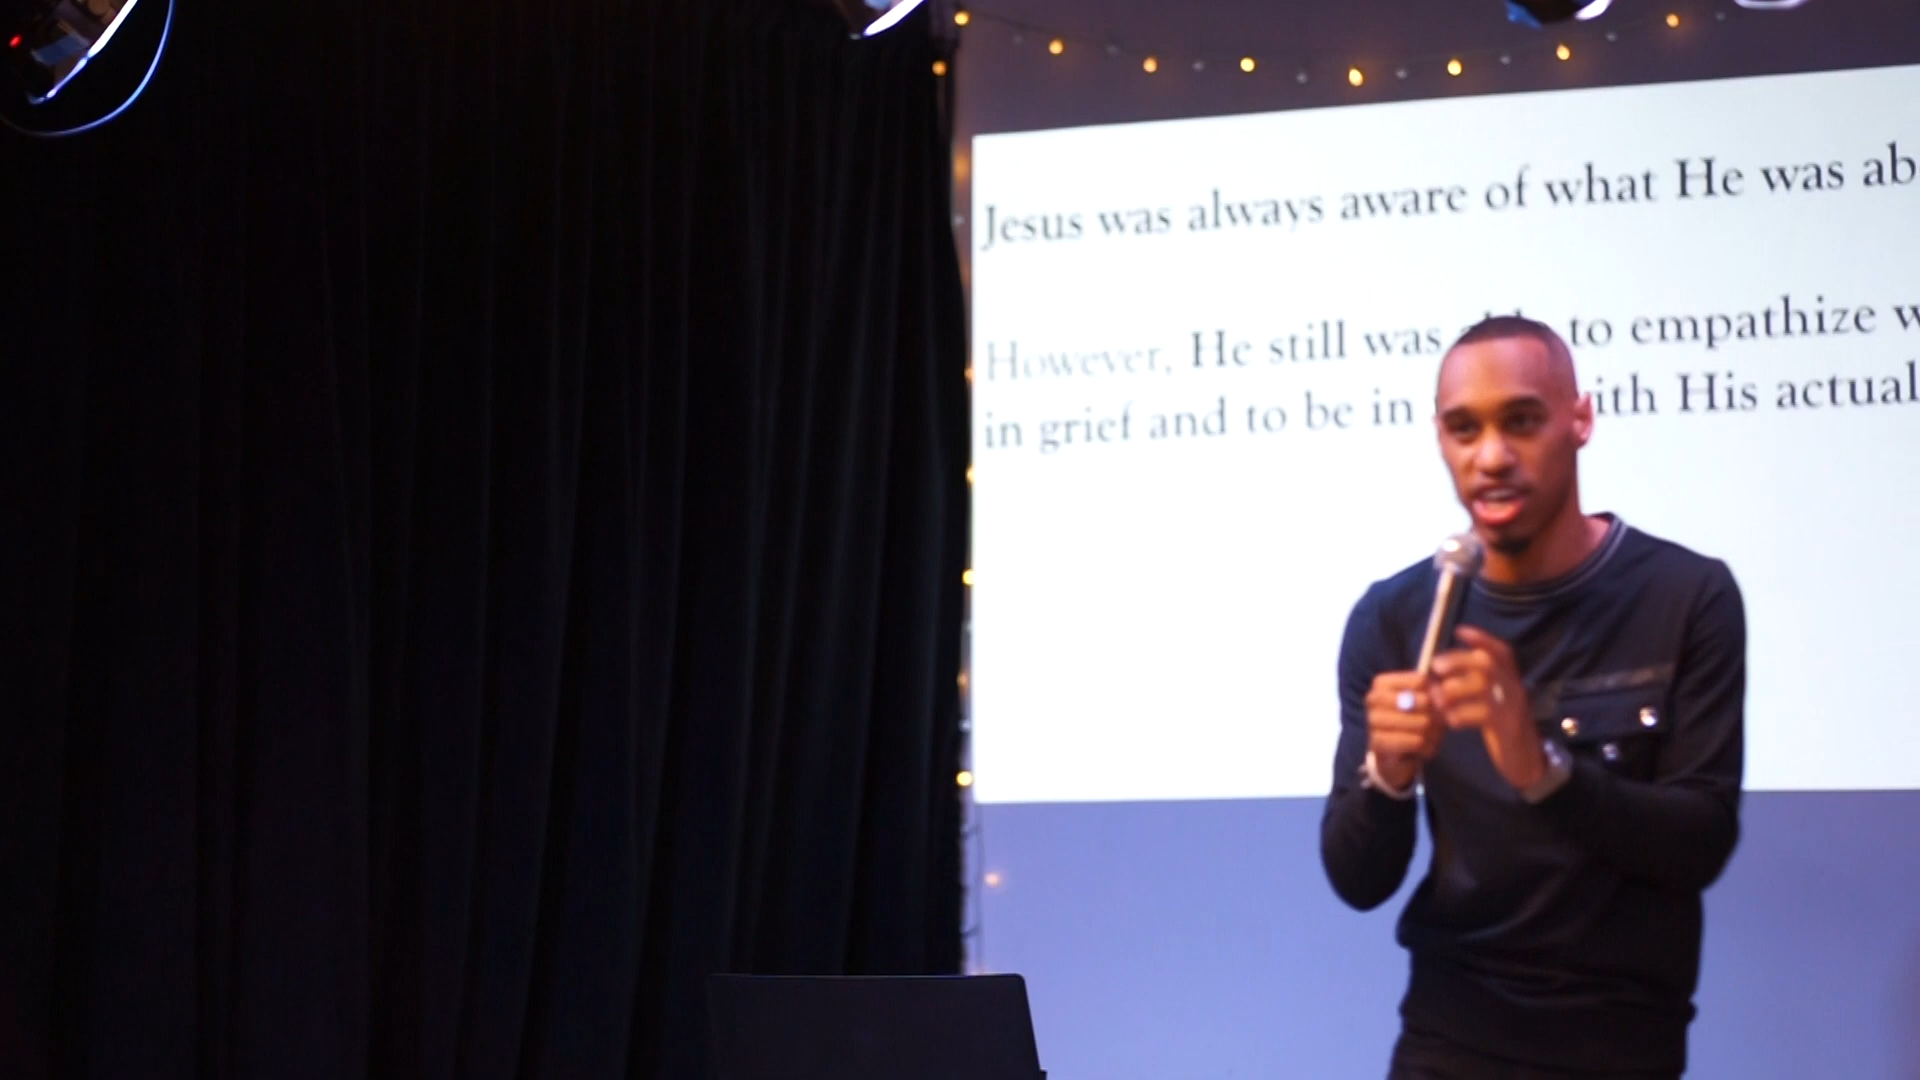 Jesus was always aware of what He was ab
However, He still was to empathize w
in grief and to be in ith His actual